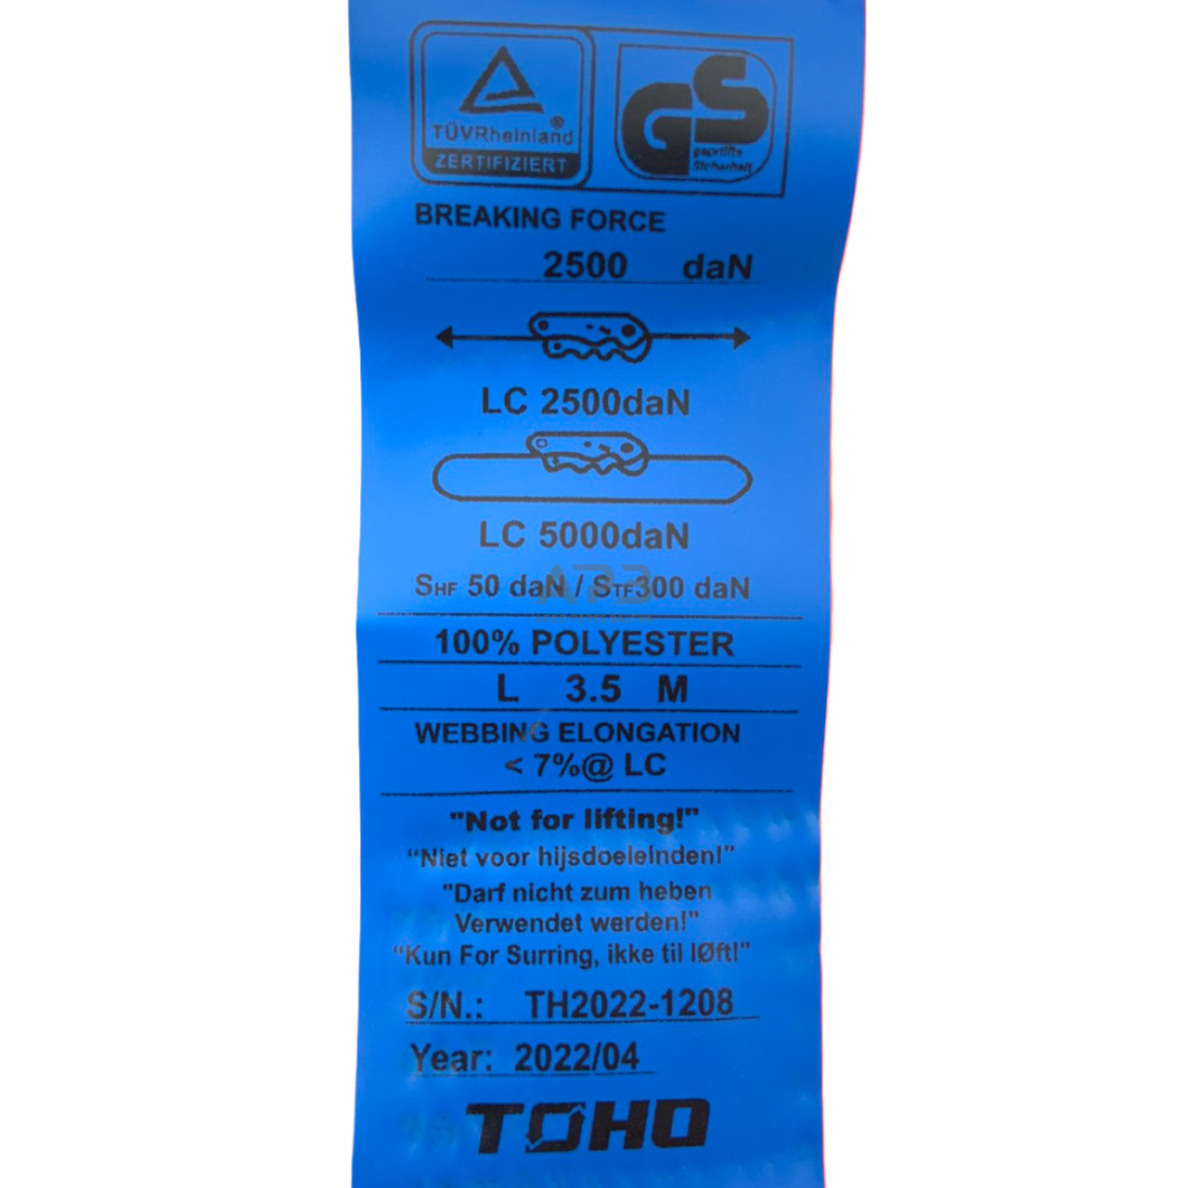 TÜVRheinland®
ZERTIFIZIERT
GS
geprüfte
Sicherheit
BREAKING FORCE
2500 daN
LC 2500daN
LC 5000daN
SHF 50 daN / STF300 daN
APB
100% POLYESTER
L 3.5 M
WEBBING ELONGATION
< 7%@ LC
"Not for lifting!"
“Niet voor hijsdoeleinden!”
"Darf nicht zum heben
Verwendet werden!"
“Kun For Surring, ikke til lØft!”
S/N.: TH2022-1208
Year: 2022/04
TOHO